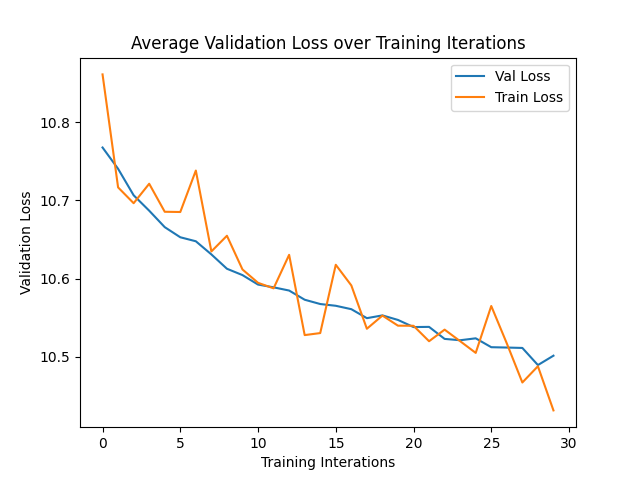 Average Validation Loss over Training Iterations
Val Loss
Train Loss
10.8
10.7
10.6
10.5
Validation Loss
0
5
10
15
20
25
30
Training Interations